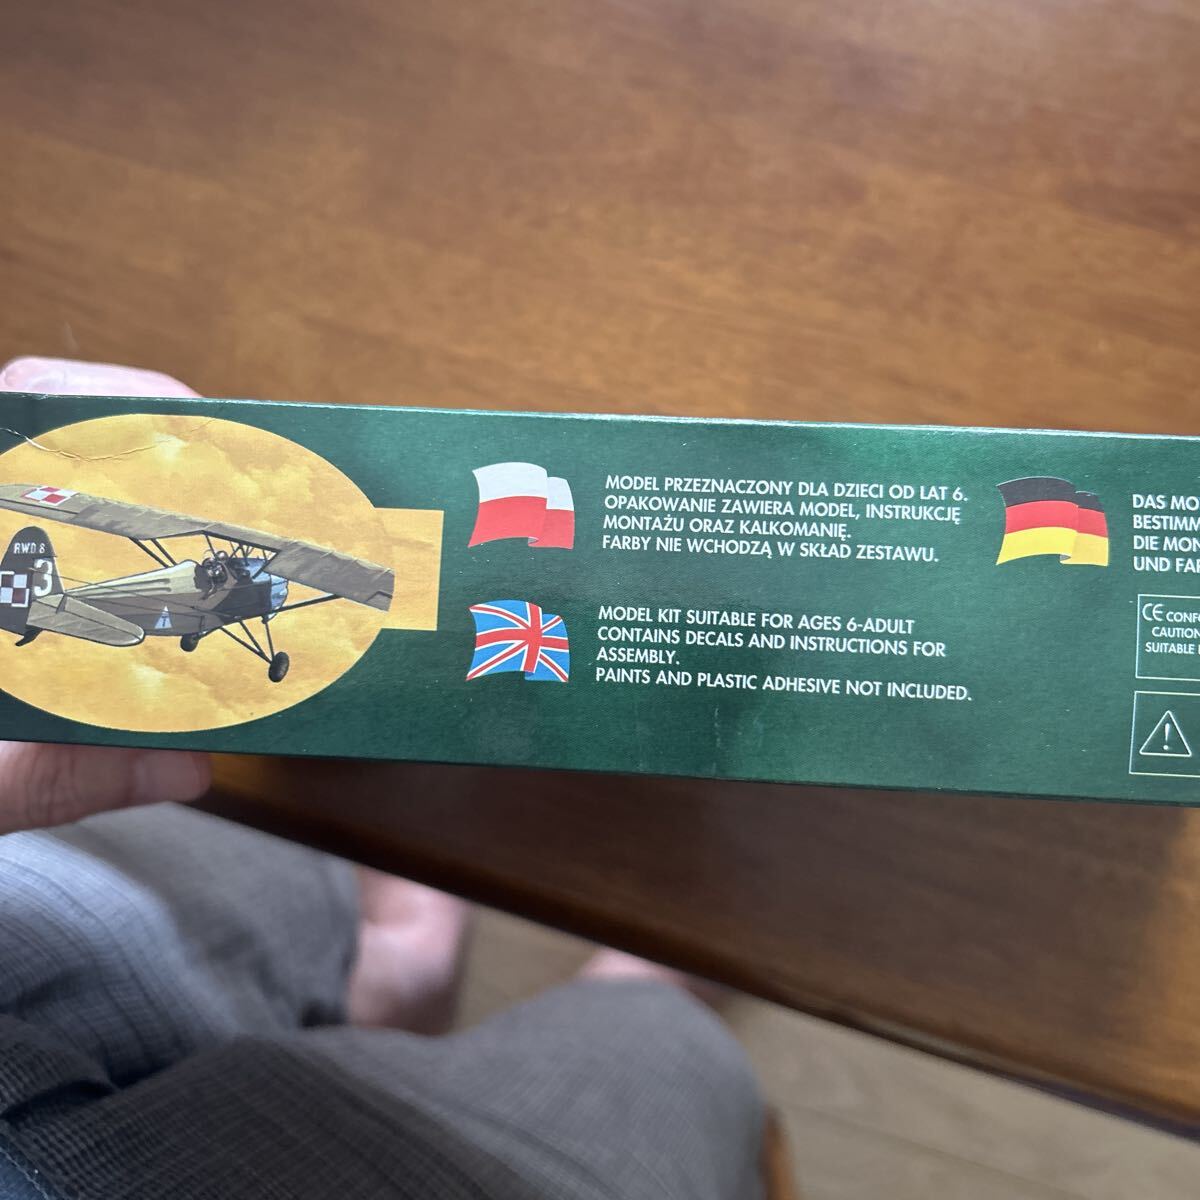 RWD 8
3
MODEL PRZEZNACZONY DLA DZIECI OD LAT 6.
OPAKOWANIE ZAWIERA MODEL, INSTRUKCJĘ
MONTAŻU ORAZ KALKOMANIĘ.
FARBY NIE WCHODZĄ W SKŁAD ZESTAWU.
MODEL KIT SUITABLE FOR AGES 6-ADULT
CONTAINS DECALS AND INSTRUCTIONS FOR
ASSEMBLY.
PAINTS AND PLASTIC ADHESIVE NOT INCLUDED.
DAS MO
BESTIMM
DIE MON
UND FAR
CE CONFO
CAUTION
SUITABLE